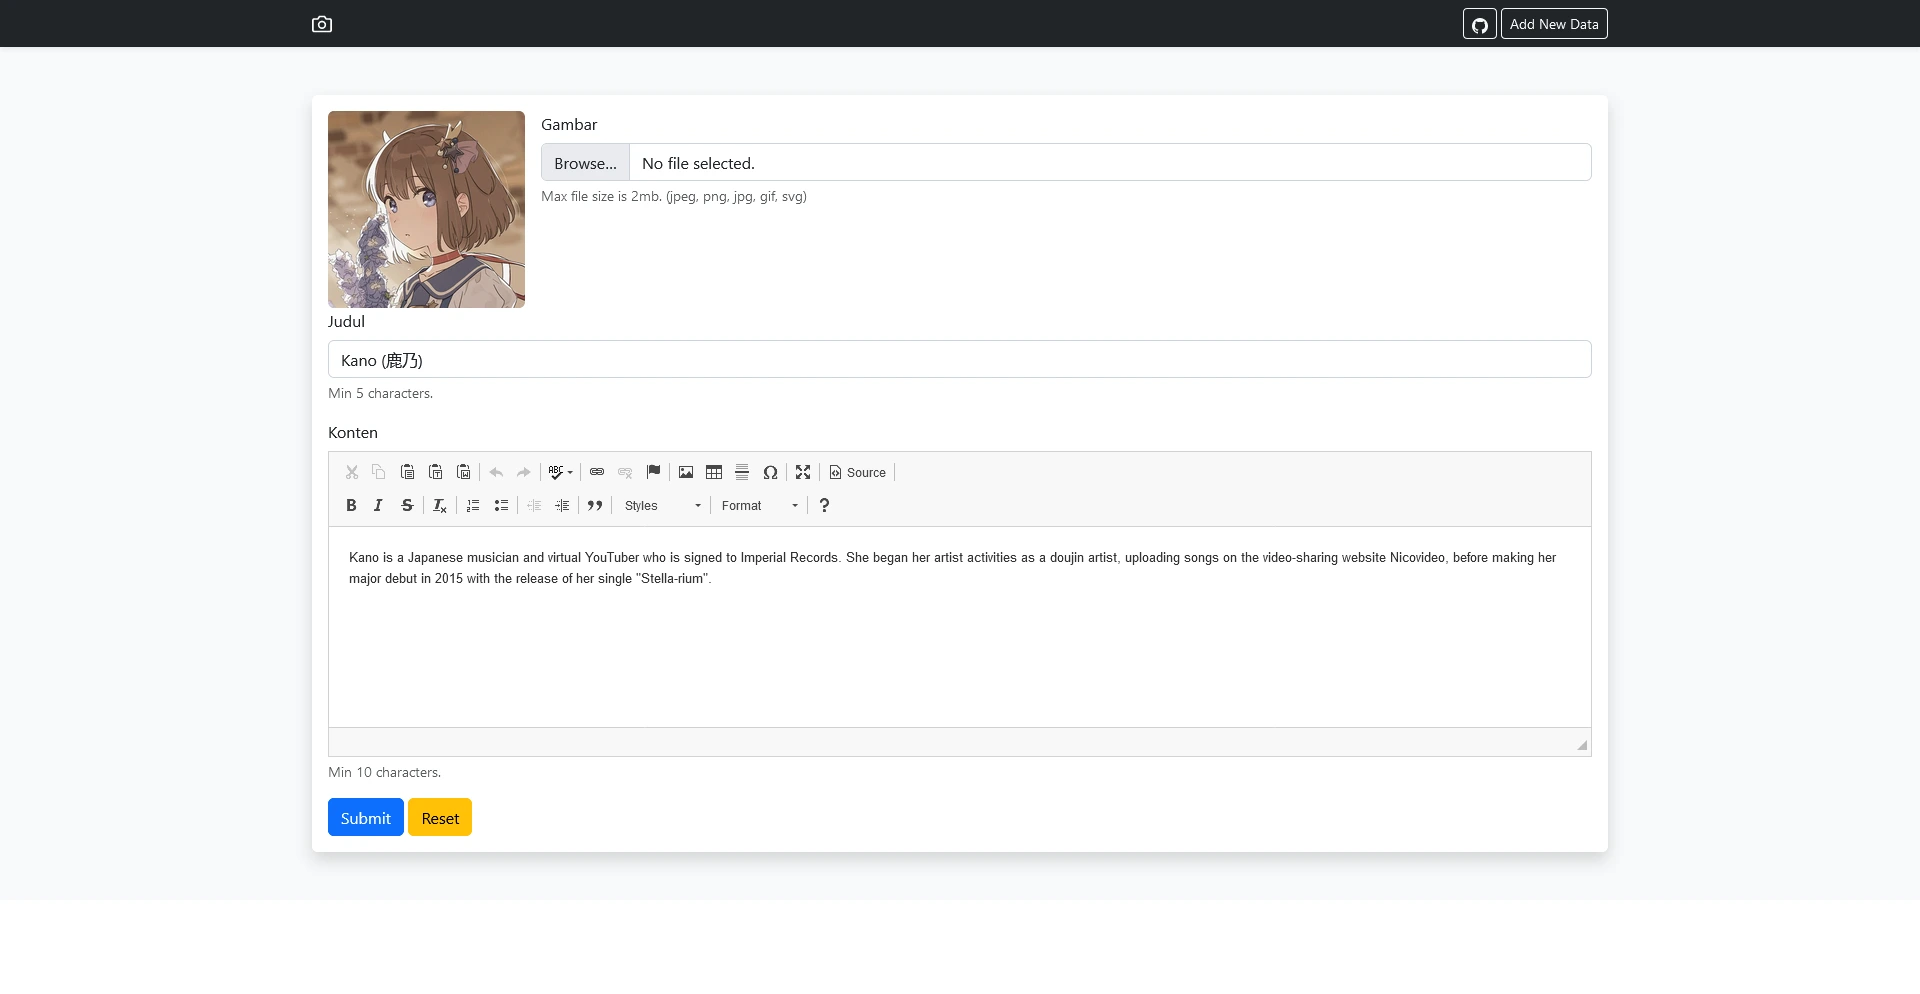 Add New Data
Gambar
Browse... No file selected.
Max file size is 2mb. (jpeg, png, jpg, gif, svg)
Judul
Kano (鹿乃)
Min 5 characters.
Konten
ABC Source
B I S Styles Format ?
Kano is a Japanese musician and virtual YouTuber who is signed to Imperial Records. She began her artist activities as a doujin artist, uploading songs on the video-sharing website Nicovideo, before making her
major debut in 2015 with the release of her single "Stella-rium".
Min 10 characters.
Submit Reset